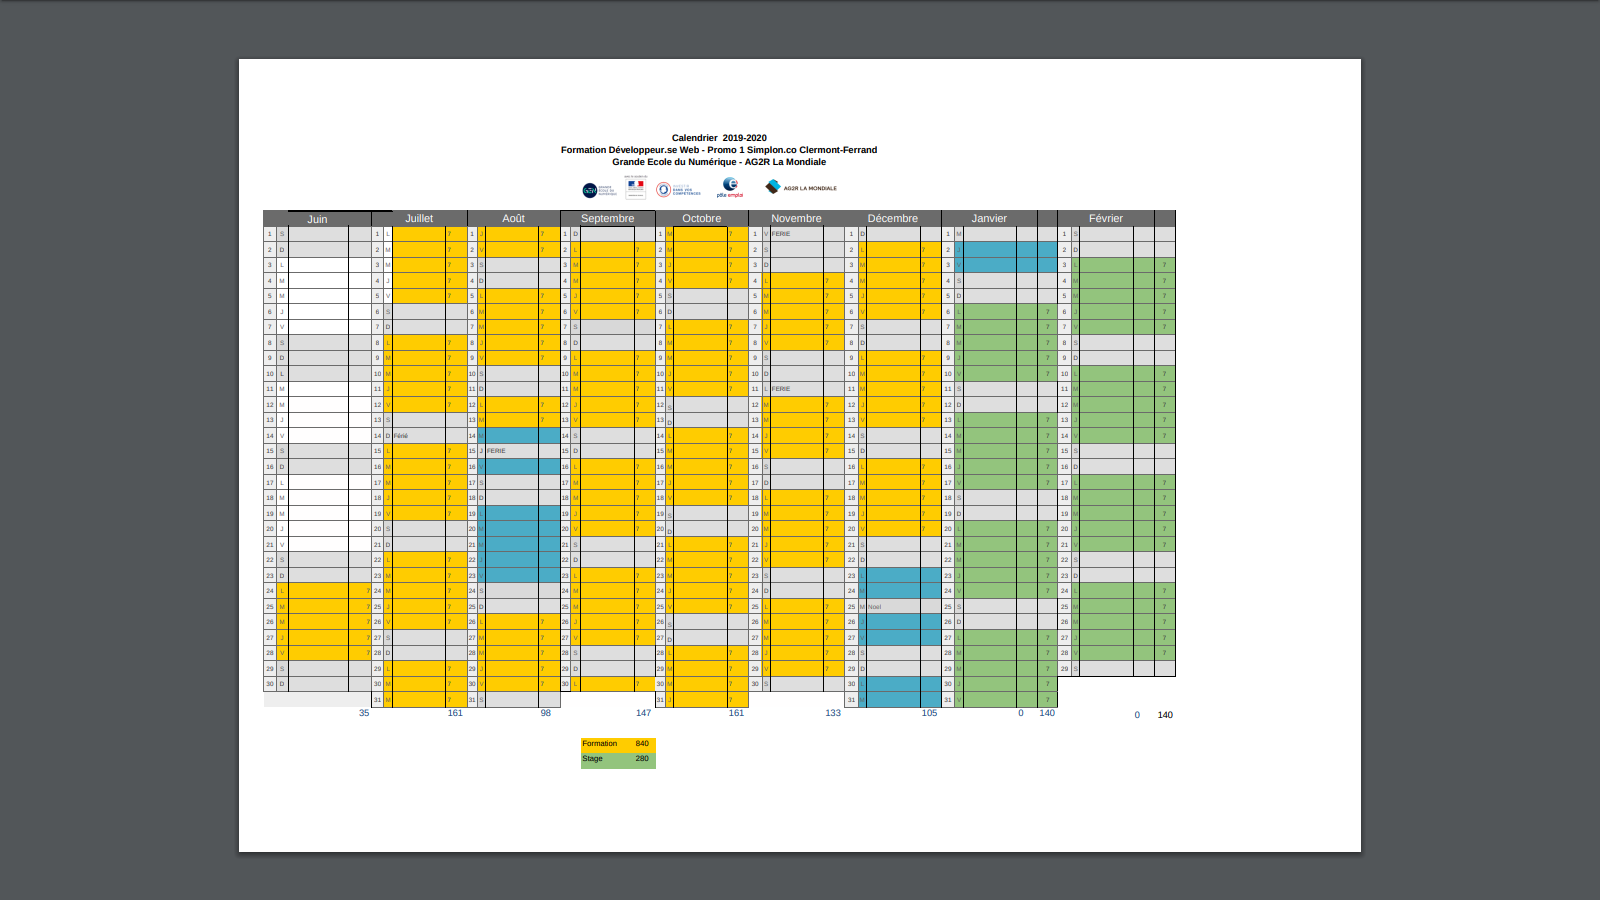 Calendrier 2019-2020
Formation Développeur.se Web - Promo 1 Simplon.co Clermont-Ferrand
Grande Ecole du Numérique - AG2R La Mondiale
GEN pôle emploi AG2R LA MONDIALE
Juin Juillet Août Septembre Octobre Novembre Décembre Janvier Février
1 S 1 L 7 1 J 7 1 D 1 M 7 1 V FERIE 1 D 1 M 1 S
2 D 2 M 7 2 V 7 2 L 7 2 M 7 2 S 2 L 7 2 J 2 D
3 L 3 M 7 3 S 3 M 7 3 J 7 3 D 3 M 7 3 V 3 L 7
4 M 4 J 7 4 D 4 M 7 4 V 7 4 L 7 4 M 7 4 S 4 M 7
5 M 5 V 7 5 L 7 5 J 7 5 S 5 M 7 5 J 7 5 D 5 M 7
6 J 6 S 6 M 7 6 V 7 6 D 6 M 7 6 V 7 6 L 7 6 J 7
7 V 7 D 7 M 7 7 S 7 L 7 7 J 7 7 S 7 M 7 7 V 7
8 S 8 L 7 8 J 7 8 D 8 M 7 8 V 7 8 D 8 M 7 8 S
9 D 9 M 7 9 V 7 9 L 7 9 M 7 9 S 9 L 7 9 J 7 9 D
10 L 10 M 7 10 S 10 M 7 10 J 7 10 D 10 M 7 10 V 7 10 L 7
11 M 11 J 7 11 D 11 M 7 11 V 7 11 L FERIE 11 M 7 11 S 11 M 7
12 M 12 V 7 12 L 7 12 J 7 12 S 12 M 7 12 J 7 12 D 12 M 7
13 J 13 S 13 M 7 13 V 7 13 D 13 M 7 13 V 7 13 L 7 13 J 7
14 V 14 D Férié 14 M 14 S 14 L 7 14 J 7 14 S 14 M 7 14 V 7
15 S 15 L 7 15 J FERIE 15 D 15 M 7 15 V 7 15 D 15 M 7 15 S
16 D 16 M 7 16 V 16 L 7 16 M 7 16 S 16 L 7 16 J 7 16 D
17 L 17 M 7 17 S 17 M 7 17 J 7 17 D 17 M 7 17 V 7 17 L 7
18 M 18 J 7 18 D 18 M 7 18 V 7 18 L 7 18 M 7 18 S 18 M 7
19 M 19 V 7 19 L 19 J 7 19 S 19 M 7 19 J 7 19 D 19 M 7
20 J 20 S 20 M 20 V 7 20 D 20 M 7 20 V 7 20 L 7 20 J 7
21 V 21 D 21 M 21 S 21 L 7 21 J 7 21 S 21 M 7 21 V 7
22 S 22 L 7 22 J 22 D 22 M 7 22 V 7 22 D 22 M 7 22 S
23 D 23 M 7 23 V 23 L 7 23 M 7 23 S 23 L 23 J 7 23 D
24 L 7 24 M 7 24 S 24 M 7 24 J 7 24 D 24 M 24 V 7 24 L 7
25 M 7 25 J 7 25 D 25 M 7 25 V 7 25 L 7 25 M Noel 25 S 25 M 7
26 M 7 26 V 7 26 L 7 26 J 7 26 S 26 M 7 26 J 26 D 26 M 7
27 J 7 27 S 27 M 7 27 V 7 27 D 27 M 7 27 V 27 L 7 27 J 7
28 V 7 28 D 28 M 7 28 S 28 L 7 28 J 7 28 S 28 M 7 28 V 7
29 S 29 L 7 29 J 7 29 D 29 M 7 29 V 7 29 D 29 M 7 29 S
30 D 30 M 7 30 V 7 30 L 7 30 M 7 30 S 30 L 30 J 7
31 M 7 31 S 31 J 7 31 M 31 V 7
35 161 98 147 161 133 105 0 140 0 140
Formation 840
Stage 280